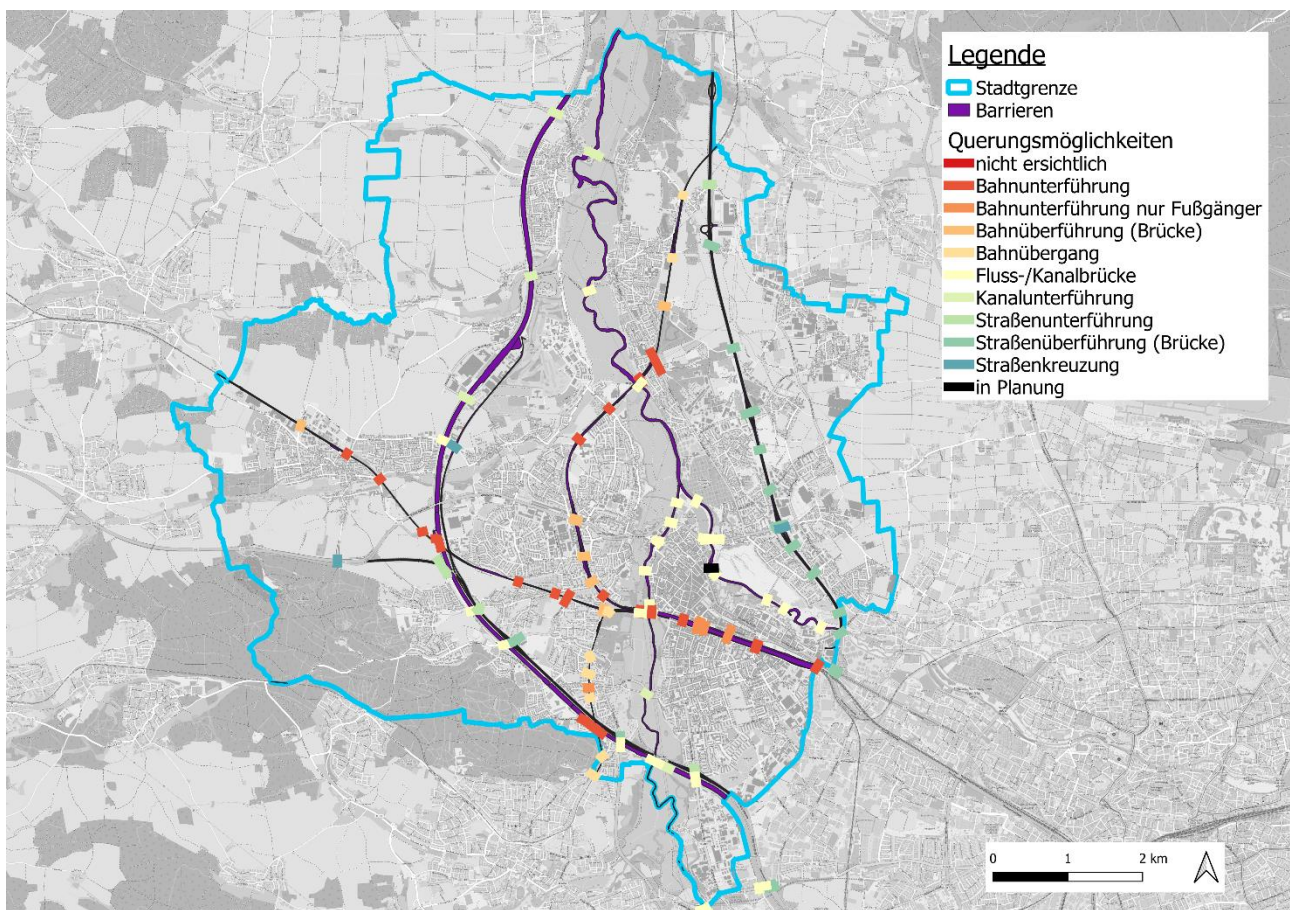 Legende
Stadtgrenze
Barrieren
Querungsmöglichkeiten
nicht ersichtlich
Bahnunterführung
Bahnunterführung nur Fußgänger
Bahnüberführung (Brücke)
Bahnübergang
Fluss-/Kanalbrücke
Kanalunterführung
Straßenunterführung
Straßenüberführung (Brücke)
Straßenkreuzung
in Planung
0 1 2 km